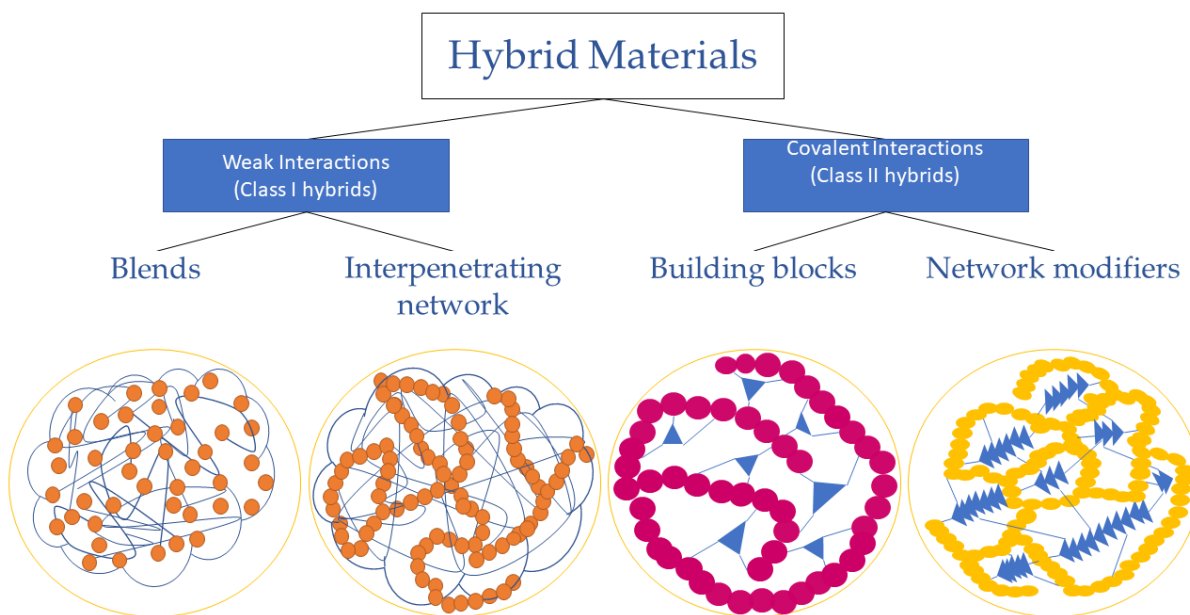 Hybrid Materials
Weak Interactions
(Class I hybrids)
Covalent Interactions
(Class II hybrids)
Blends
Interpenetrating
network
Building blocks
Network modifiers